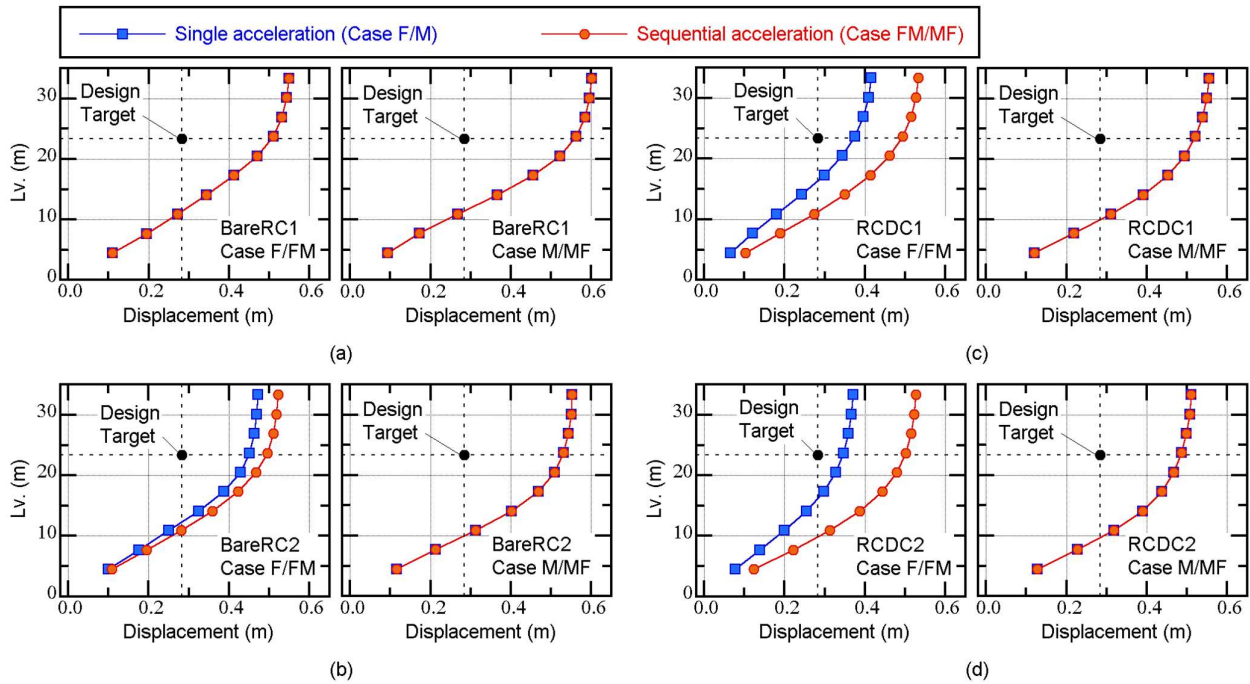 Single acceleration (Case F/M)
Sequential acceleration (Case FM/MF)
Lv. (m)
30
20
10
0
Design
Target
BareRC1
Case F/FM
0.0 0.2 0.4 0.6
Displacement (m)
Design
Target
BareRC1
Case M/MF
0.0 0.2 0.4 0.6
Displacement (m)
(a)
Lv. (m)
30
20
10
0
Design
Target
RCDC1
Case F/FM
0.0 0.2 0.4 0.6
Displacement (m)
Design
Target
RCDC1
Case M/MF
0.0 0.2 0.4 0.6
Displacement (m)
(c)
Lv. (m)
30
20
10
0
Design
Target
BareRC2
Case F/FM
0.0 0.2 0.4 0.6
Displacement (m)
Design
Target
BareRC2
Case M/MF
0.0 0.2 0.4 0.6
Displacement (m)
(b)
Lv. (m)
30
20
10
0
Design
Target
RCDC2
Case F/FM
0.0 0.2 0.4 0.6
Displacement (m)
Design
Target
RCDC2
Case M/MF
0.0 0.2 0.4 0.6
Displacement (m)
(d)